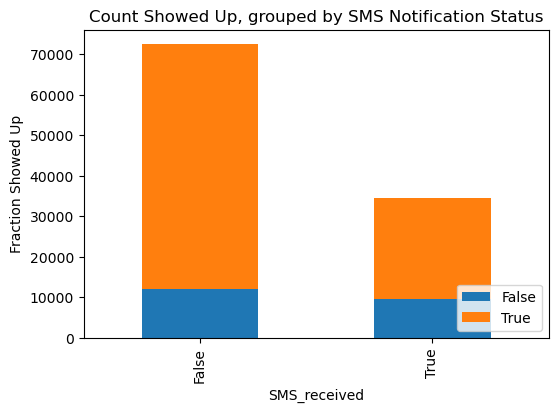 Count Showed Up, grouped by SMS Notification Status
Fraction Showed Up
70000
60000
50000
40000
30000
20000
10000
0
False
True
False
True
SMS_received